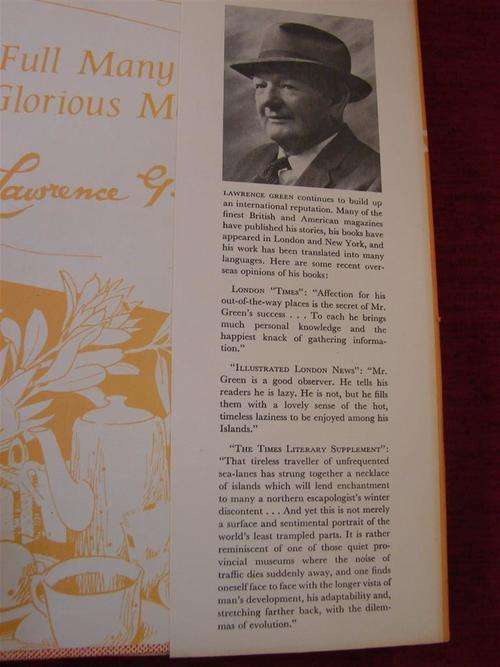 Full Many
Glorious M
Lawrence G
LAWRENCE GREEN continues to build up
an international reputation. Many of the
finest British and American magazines
have published his stories, his books have
appeared in London and New York, and
his work has been translated into many
languages. Here are some recent over-
seas opinions of his books:
LONDON "TIMES": "Affection for his
out-of-the-way places is the secret of Mr.
Green's success . . . To each he brings
much personal knowledge and the
happiest knack of gathering informa-
tion."
"ILLUSTRATED LONDON NEWS": "Mr.
Green is a good observer. He tells his
readers he is lazy. He is not, but he fills
them with a lovely sense of the hot,
timeless laziness to be enjoyed among his
Islands."
"THE TIMES LITERARY SUPPLEMENT":
"That tireless traveller of unfrequented
sea-lanes has strung together a necklace
of islands which will lend enchantment
to many a northern escapologist's winter
discontent . . . And yet this is not merely
a surface and sentimental portrait of the
world's least trampled parts. It is rather
reminiscent of one of those quiet pro-
vincial museums where the noise of
traffic dies suddenly away, and one finds
oneself face to face with the longer vista of
man's development, his adaptability and,
stretching farther back, with the dilem-
mas of evolution."